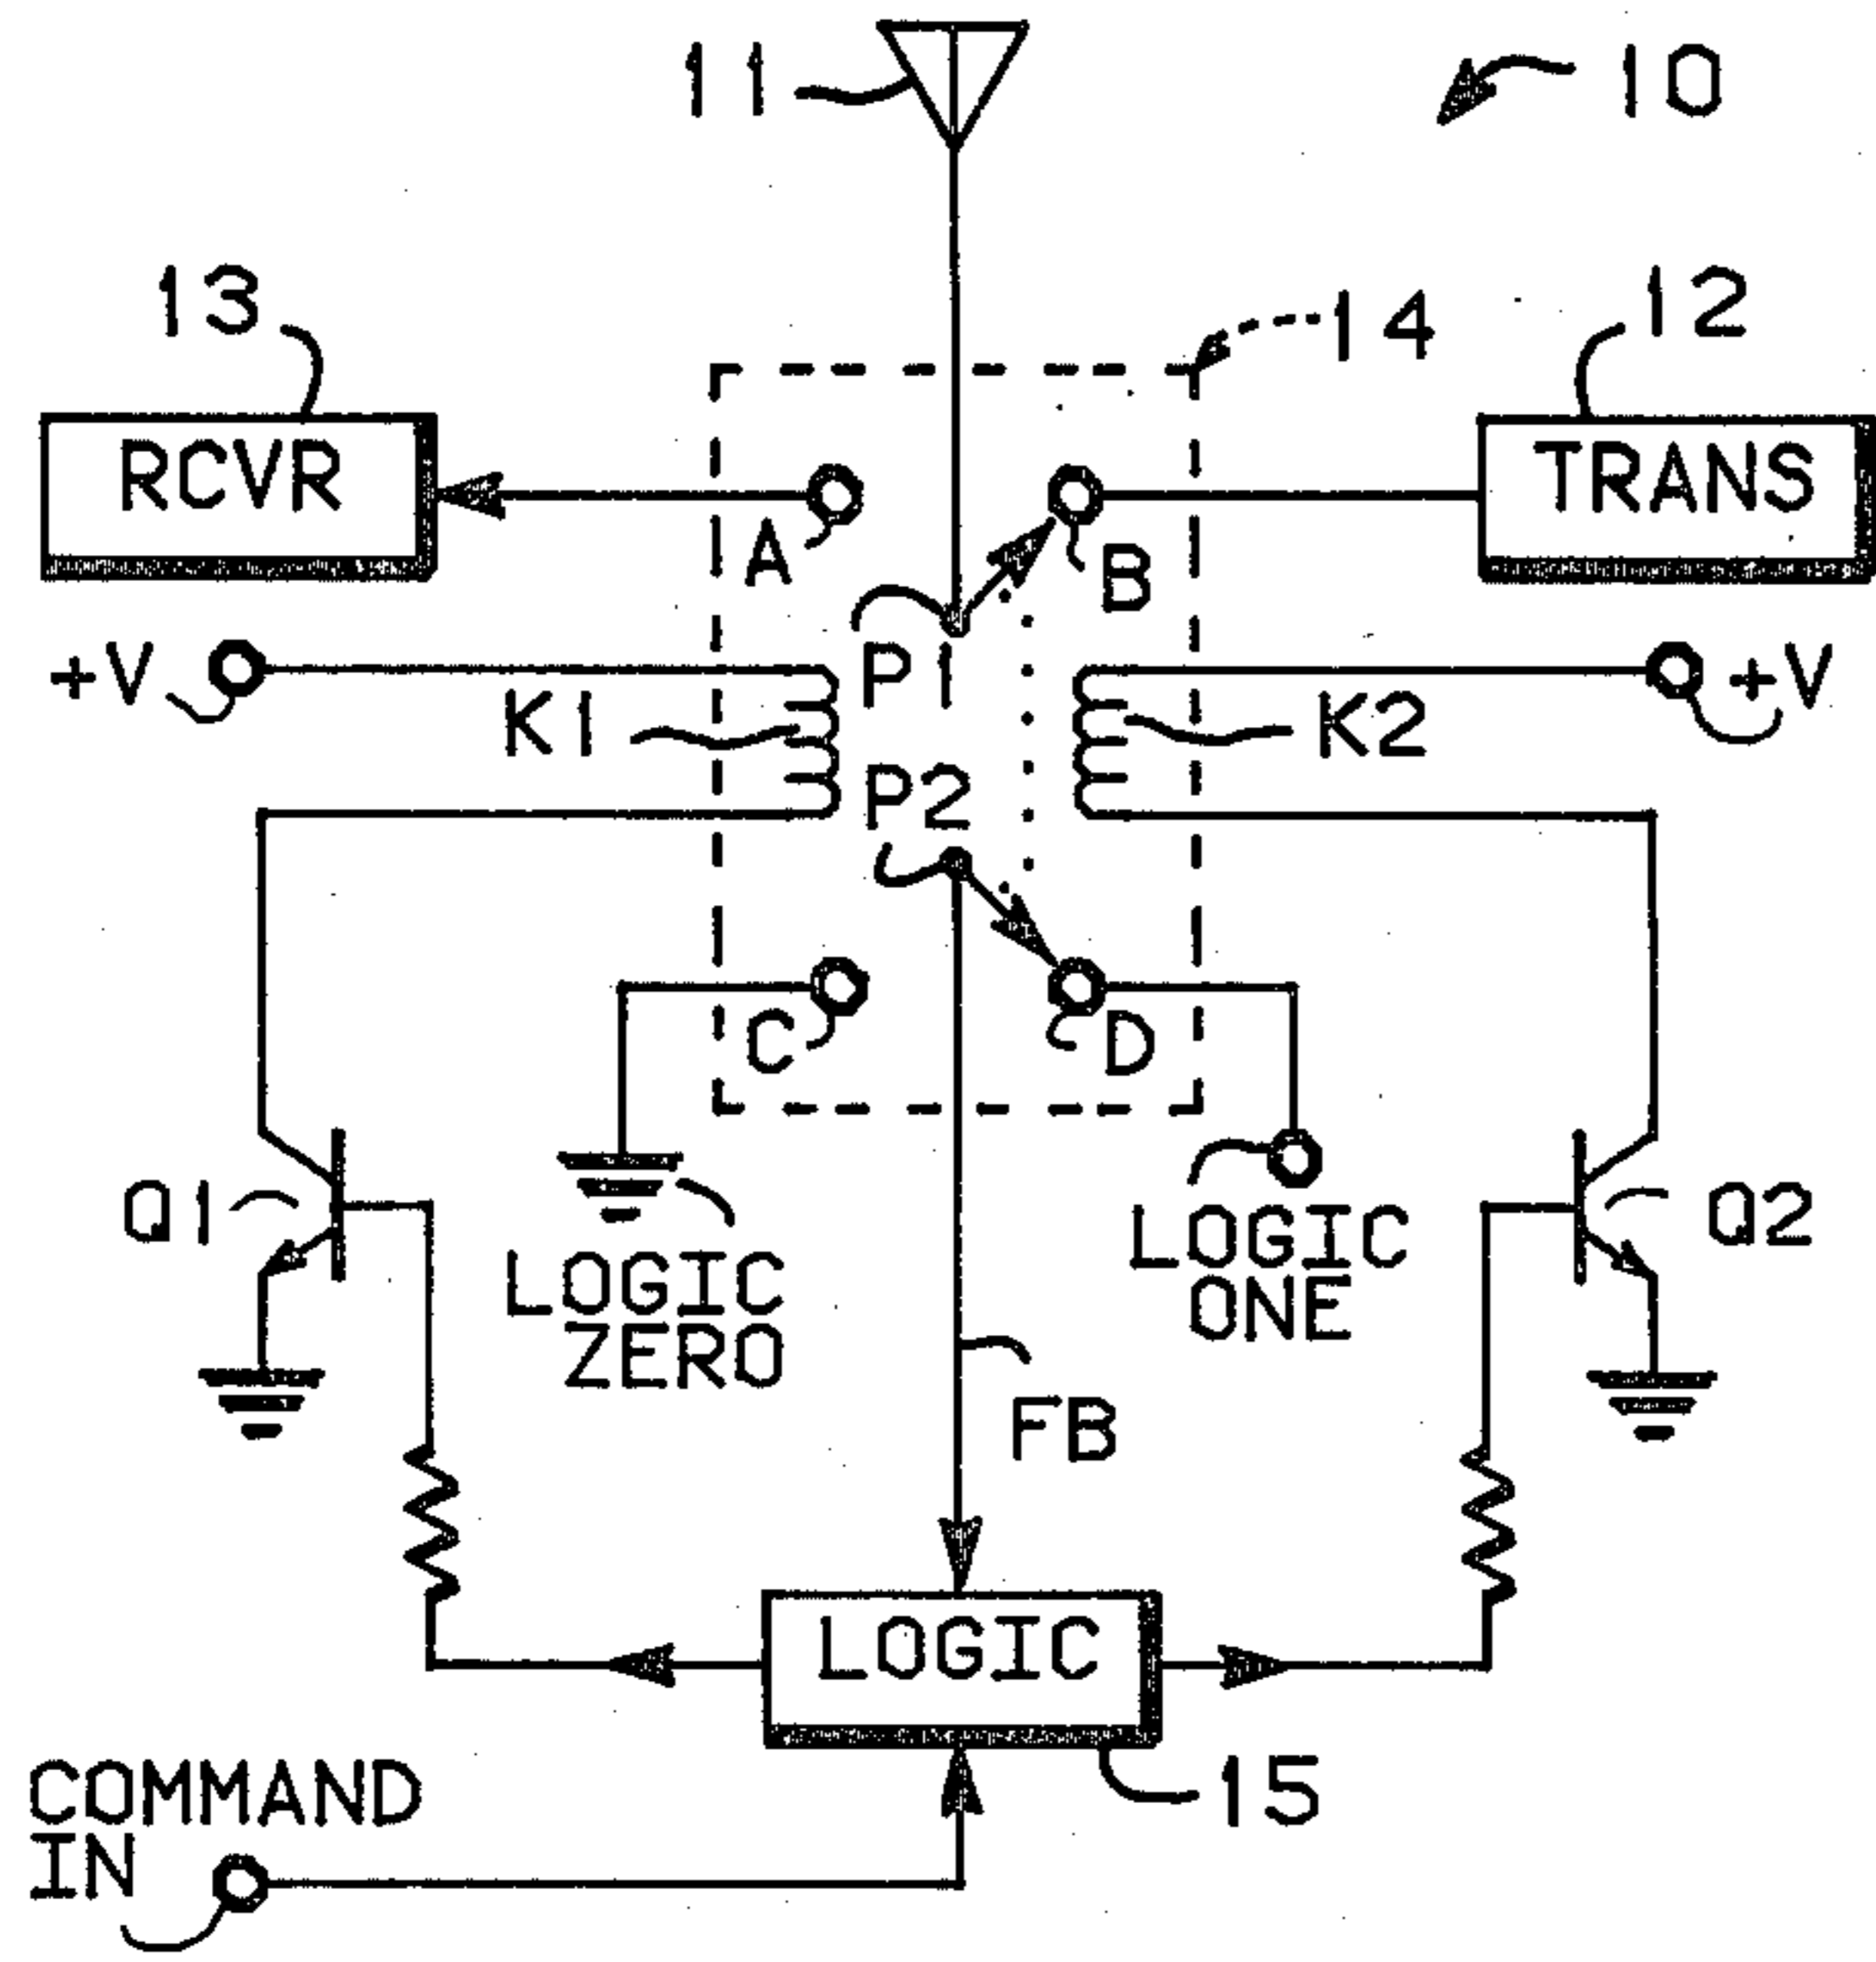 11
10
13
14
12
RCVR
TRANS
A
B
+V
P1
+V
K1
K2
P2
C
D
Q1
Q2
LOGIC
ZERO
LOGIC
ONE
FB
LOGIC
15
COMMAND
IN